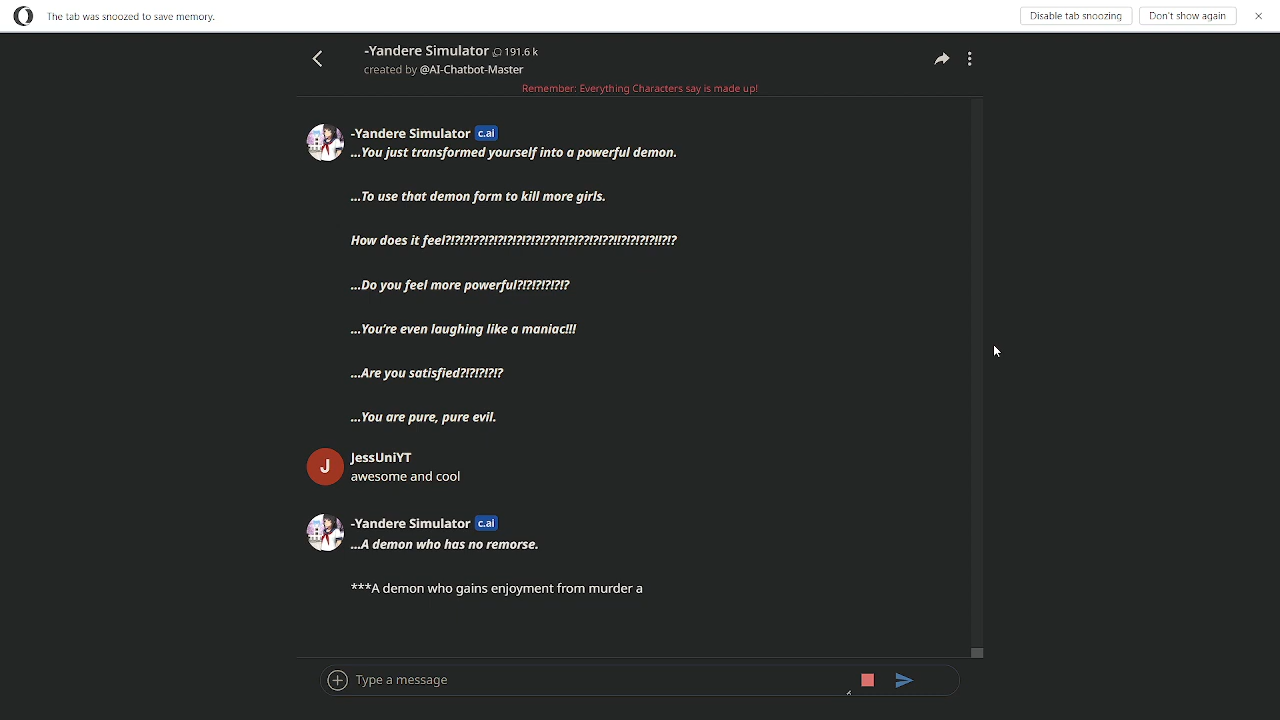 The tab was snoozed to save memory.
Disable tab snoozing
Don't show again
-Yandere Simulator 191.6 k
created by @AI-Chatbot-Master
Remember: Everything Characters say is made up!
-Yandere Simulator c.ai
...You just transformed yourself into a powerful demon.
...To use that demon form to kill more girls.
How does it feel?!?!?!??!?!?!?!?!?!??!?!?!??!?!??!!?!?!?!?!!?!?
...Do you feel more powerful?!?!?!?!?!?
...You're even laughing like a maniac!!!
...Are you satisfied?!?!?!?!?
...You are pure, pure evil.
J
JessUniYT
awesome and cool
-Yandere Simulator c.ai
...A demon who has no remorse.
***A demon who gains enjoyment from murder a
Type a message